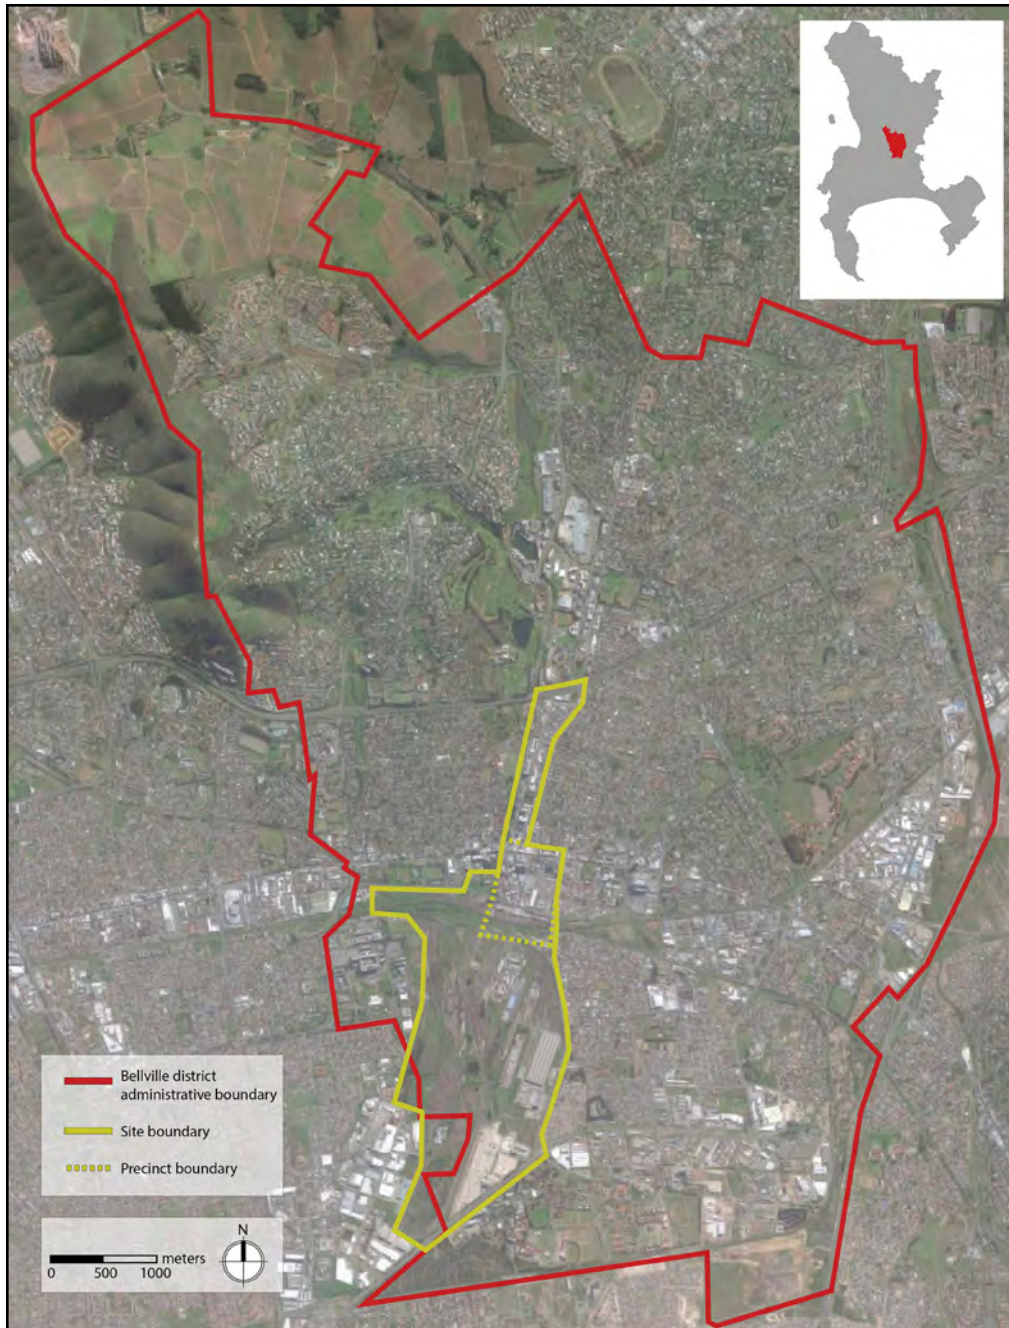 Bellville district
administrative boundary
Site boundary
Precinct boundary
N
meters
0 500 1000